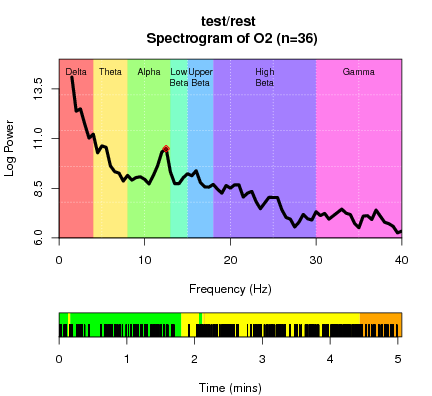 test/rest
Spectrogram of O2 (n=36)
Delta Theta Alpha Low Upper High Gamma
Beta Beta Beta
Log Power
13.5
11.0
8.5
6.0
0 10 20 30 40
Frequency (Hz)
0 1 2 3 4 5
Time (mins)